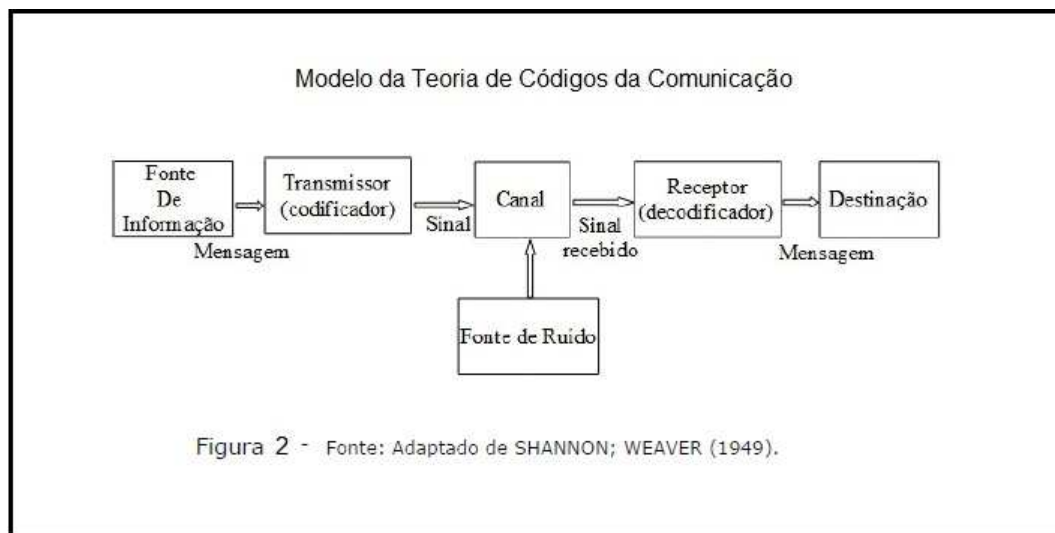 Modelo da Teoria de Códigos da Comunicação
Fonte
De
Informação
Mensagem
Transmissor
(codificador)
Sinal
Canal
Sinal
recebido
Receptor
(decodificador)
Mensagem
Destinação
Fonte de Ruído
Figura 2 - Fonte: Adaptado de SHANNON; WEAVER (1949).